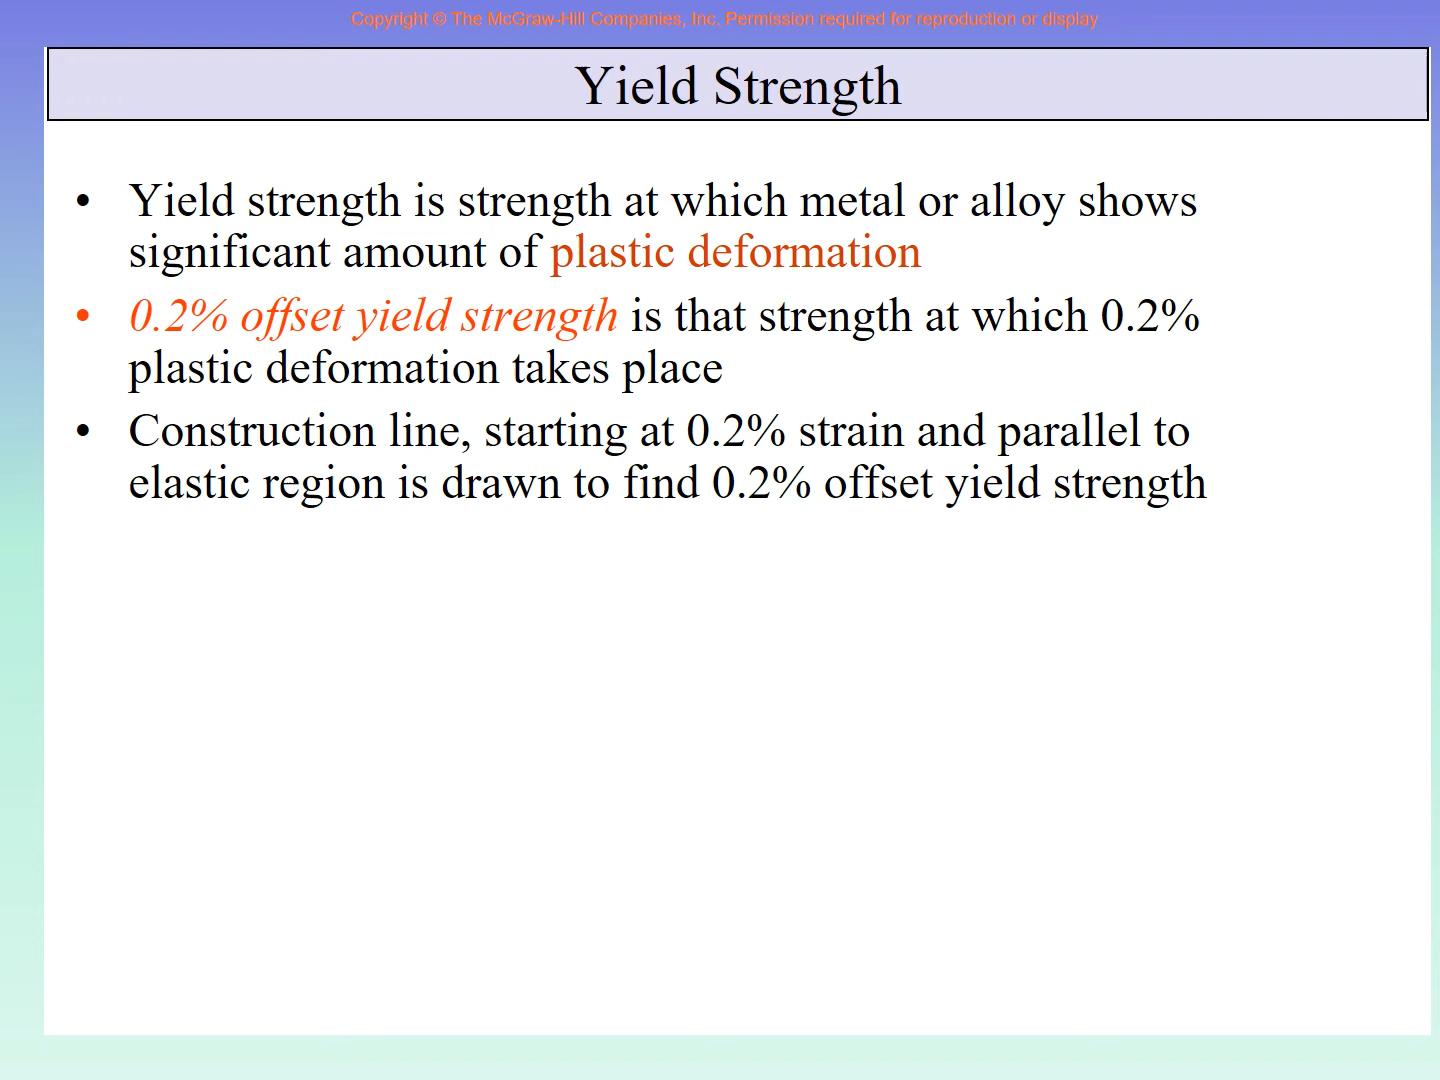 Copyright © The McGraw-Hill Companies, Inc. Permission required for reproduction or display
Yield Strength
• Yield strength is strength at which metal or alloy shows
significant amount of plastic deformation
• 0.2% offset yield strength is that strength at which 0.2%
plastic deformation takes place
• Construction line, starting at 0.2% strain and parallel to
elastic region is drawn to find 0.2% offset yield strength